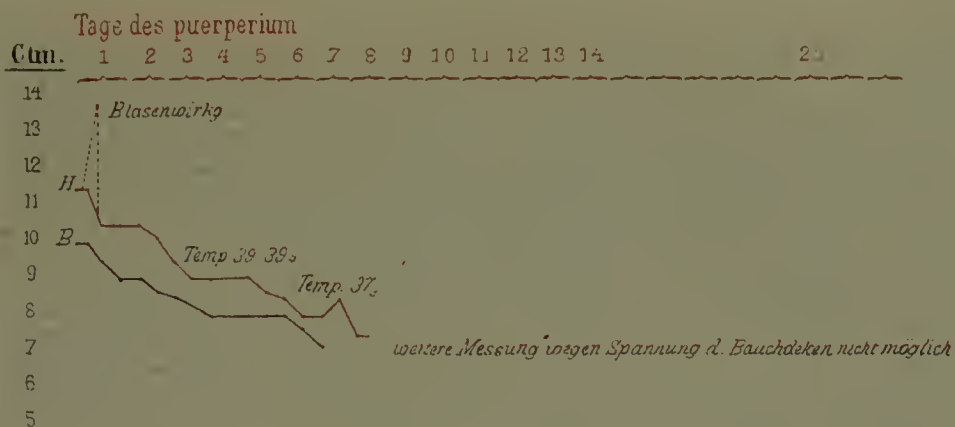 Tage des puerperium
Ctm. 1 2 3 4 5 6 7 8 9 10 11 12 13 14
14
Blasenwirkg
13
12
H
11
10
B
Temp 39 39₅
9
Temp. 37
8
7
weitere Messung wegen Spannung d. Bauchdeken nicht möglich
6
5